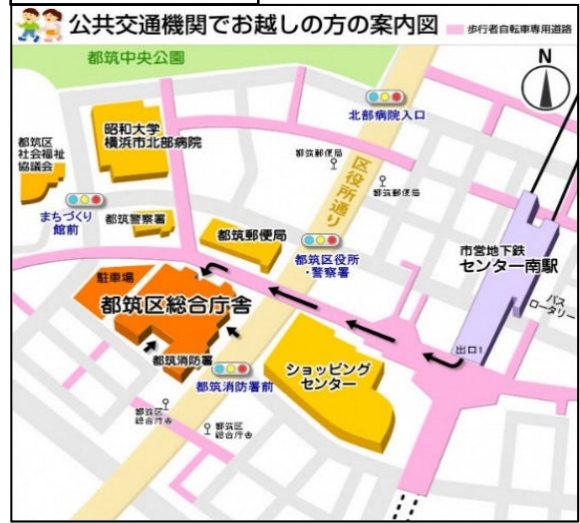 公共交通機関でお越しの方の案内図
歩行者自転車専用道路
都筑中央公園
N
北部病院入口
昭和大学
横浜市北部病院
都筑区
社会福祉
協議会
都筑郵便局
都筑郵便局
区役所通り
まちづくり
館前
都筑警察署
都筑郵便局
都筑区役所
・警察署
市営地下鉄
センター南駅
バス
ロータリー
駐車場
都筑区総合庁舎
出口1
都筑消防署
ショッピング
センター
都筑消防署前
都筑区
総合庁舎
都筑区
総合庁舎